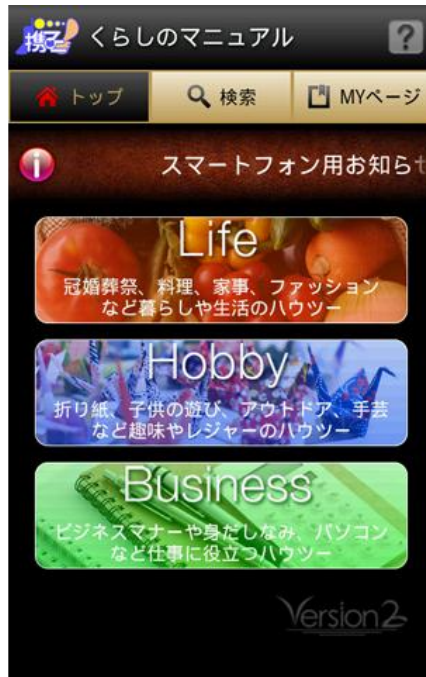 携子
くらしのマニュアル
?
トップ
検索
MYページ
i
スマートフォン用お知らせ
Life
冠婚葬祭、料理、家事、ファッション
など暮らしや生活のハウツー
Hobby
折り紙、子供の遊び、アウトドア、手芸
など趣味やレジャーのハウツー
Business
ビジネスマナーや身だしなみ、パソコン
など仕事に役立つハウツー
Version2